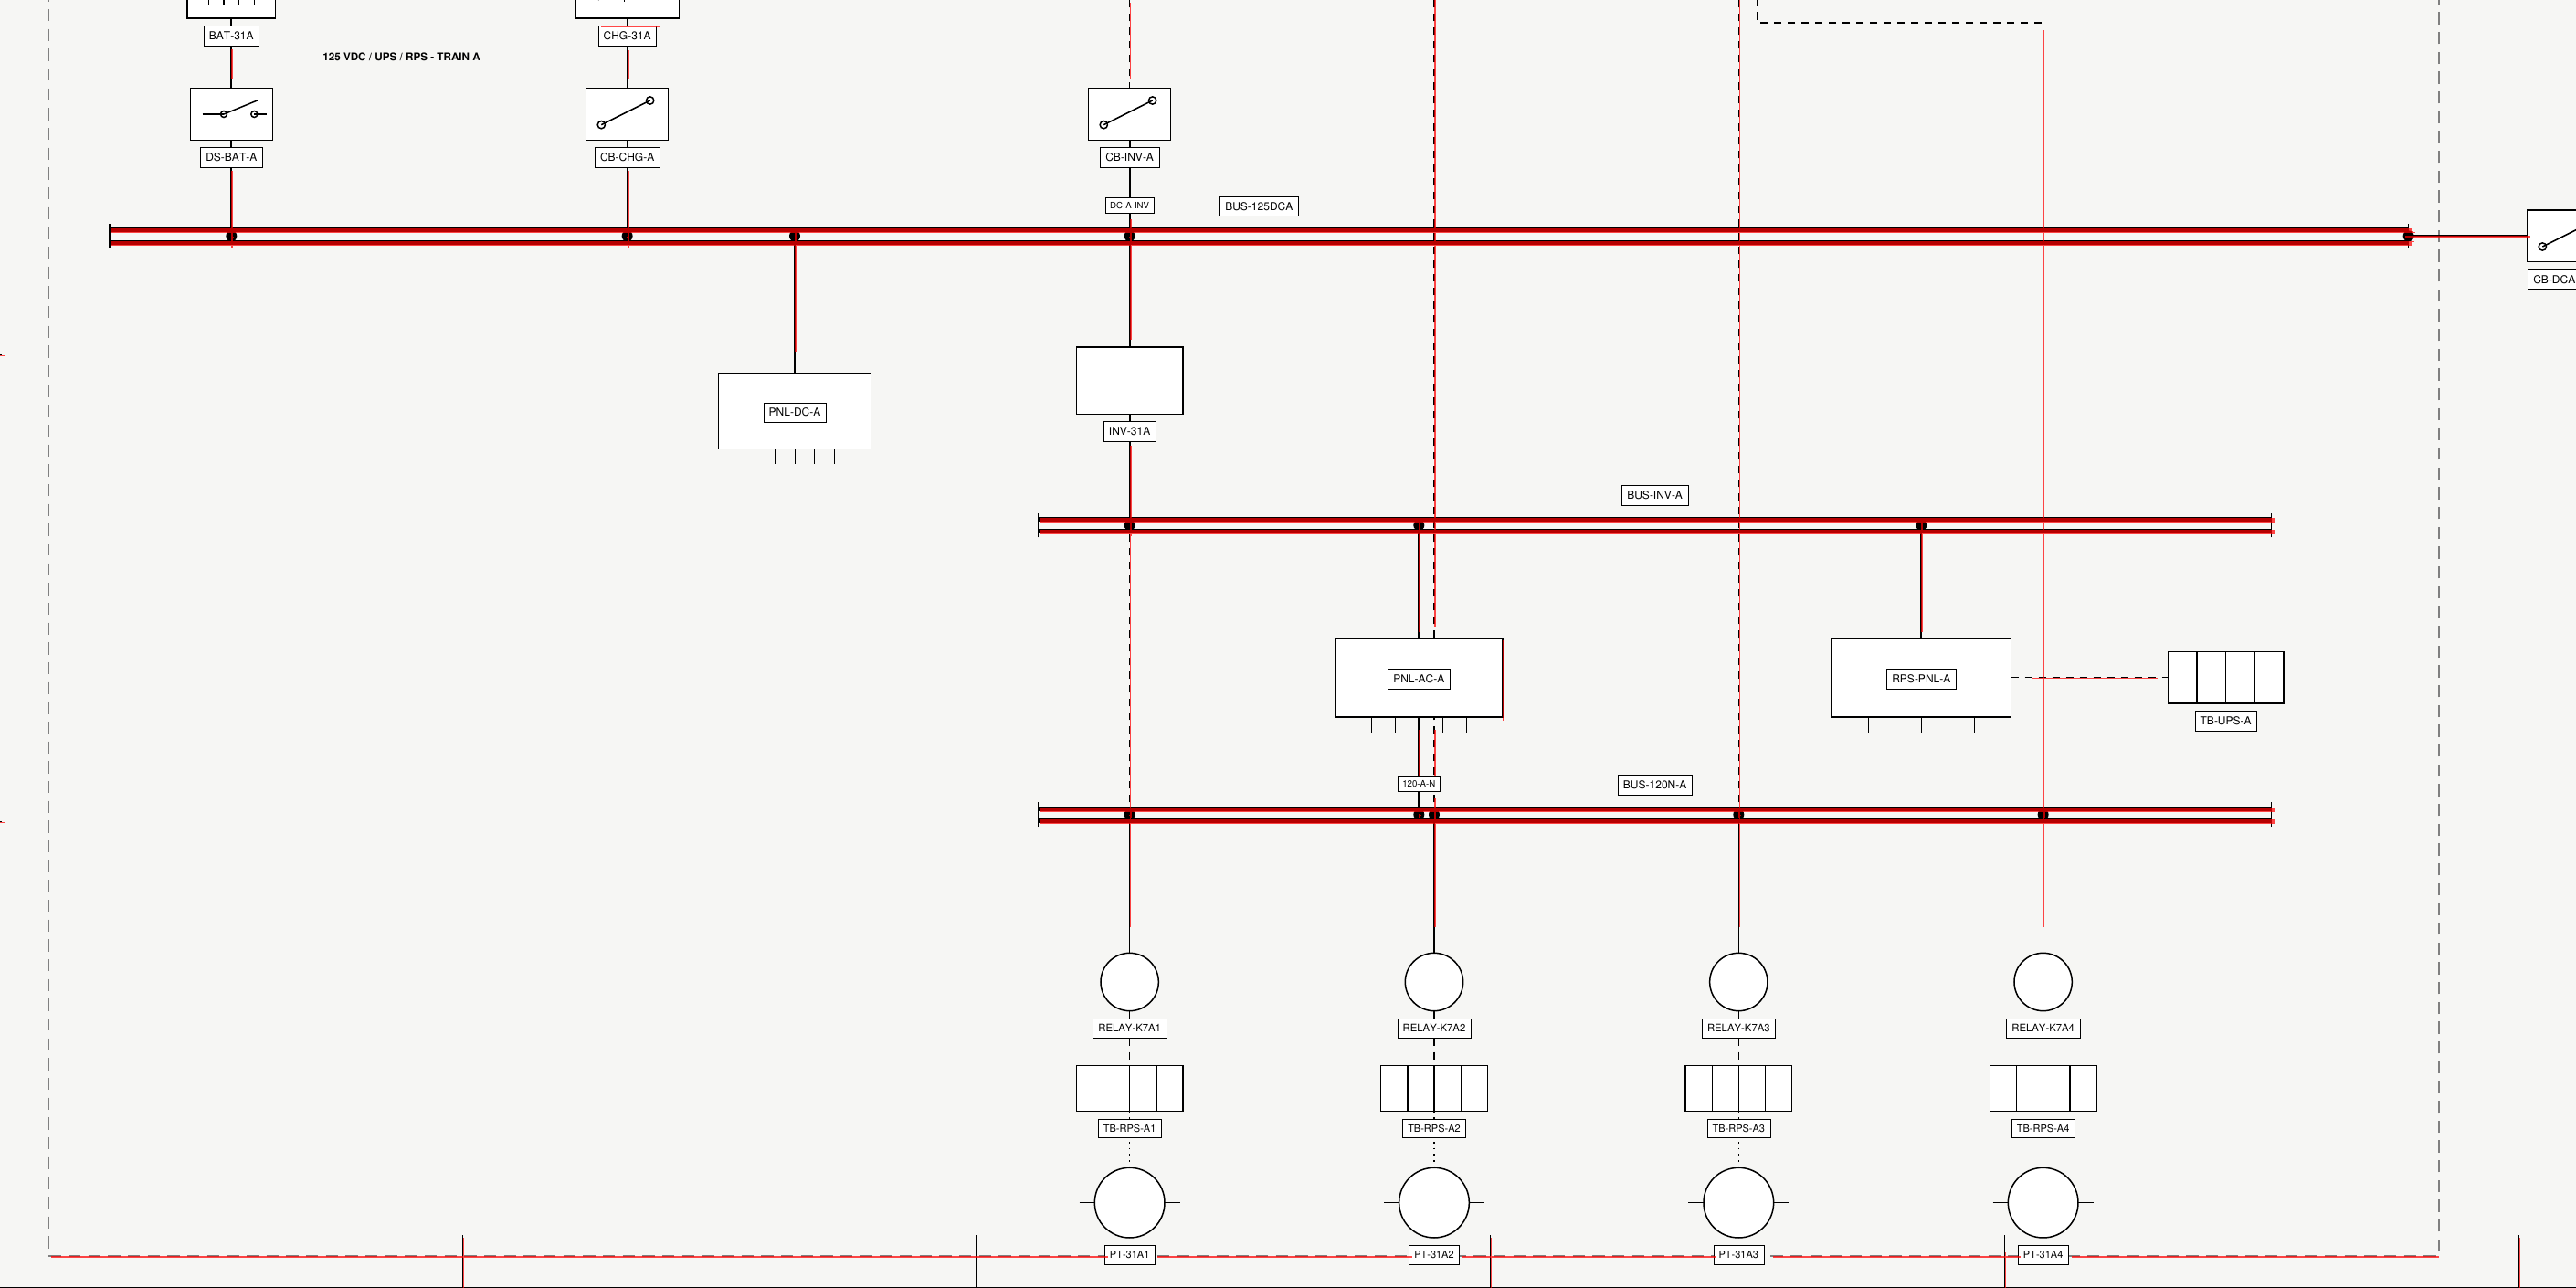 BAT-31A
CHG-31A
125 VDC / UPS / RPS - TRAIN A
DS-BAT-A
CB-CHG-A
CB-INV-A
DC-A-INV
BUS-125DCA
CB-DCA
PNL-DC-A
INV-31A
BUS-INV-A
PNL-AC-A
RPS-PNL-A
TB-UPS-A
120-A-N
BUS-120N-A
RELAY-K7A1
RELAY-K7A2
RELAY-K7A3
RELAY-K7A4
TB-RPS-A1
TB-RPS-A2
TB-RPS-A3
TB-RPS-A4
PT-31A1
PT-31A2
PT-31A3
PT-31A4